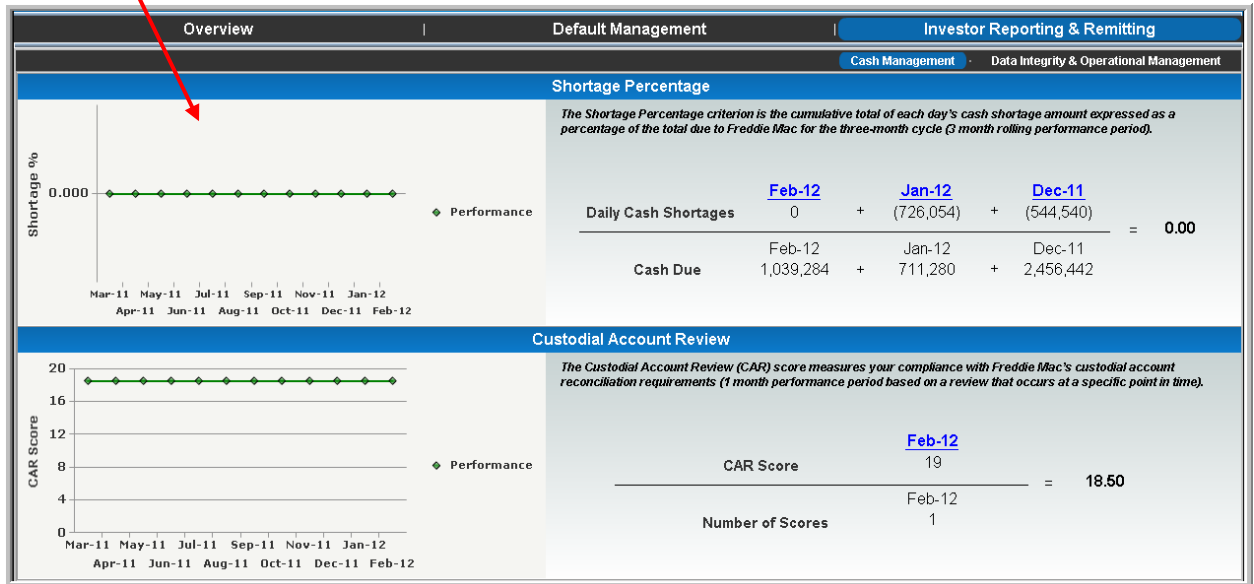 Overview | Default Management | Investor Reporting & Remitting
Cash Management · Data Integrity & Operational Management
Shortage Percentage
Shortage %
0.000
Performance
Mar-11 May-11 Jul-11 Sep-11 Nov-11 Jan-12
Apr-11 Jun-11 Aug-11 Oct-11 Dec-11 Feb-12
The Shortage Percentage criterion is the cumulative total of each day's cash shortage amount expressed as a
percentage of the total due to Freddie Mac for the three-month cycle (3 month rolling performance period).
Feb-12 Jan-12 Dec-11
Daily Cash Shortages 0 + (726,054) + (544,540)
= 0.00
Feb-12 Jan-12 Dec-11
Cash Due 1,039,284 + 711,280 + 2,456,442
Custodial Account Review
CAR Score
20
16
12
8
4
0
Performance
Mar-11 May-11 Jul-11 Sep-11 Nov-11 Jan-12
Apr-11 Jun-11 Aug-11 Oct-11 Dec-11 Feb-12
The Custodial Account Review (CAR) score measures your compliance with Freddie Mac's custodial account
reconciliation requirements (1 month performance period based on a review that occurs at a specific point in time).
Feb-12
CAR Score 19
= 18.50
Feb-12
Number of Scores 1